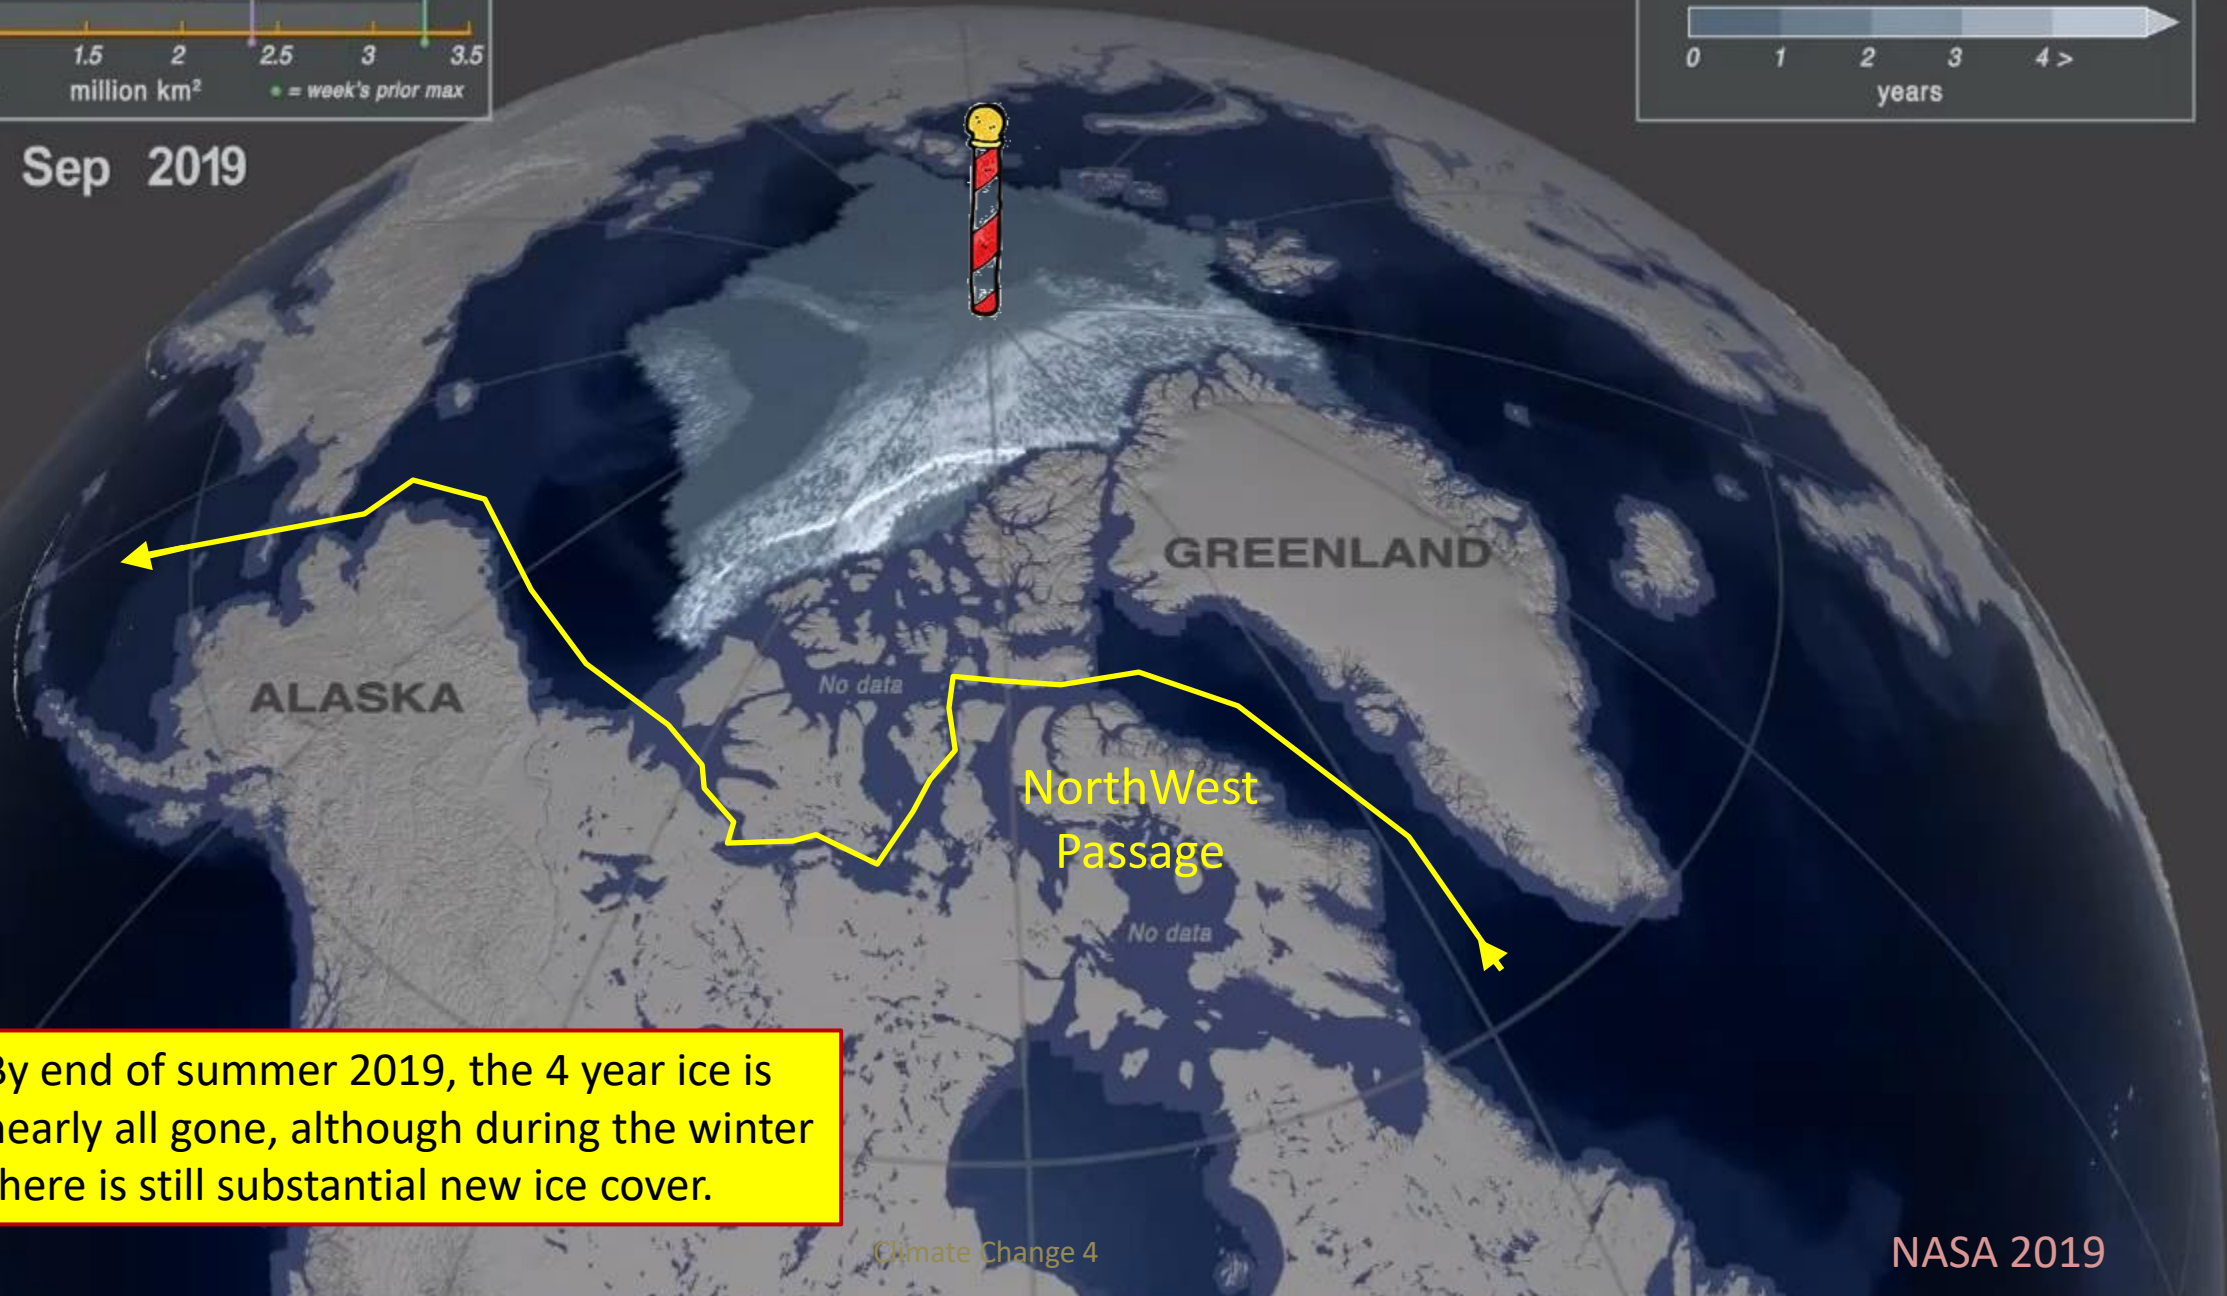 1.5 2 2.5 3 3.5
million km²
= week's prior max
0 1 2 3 4 >
years
Sep 2019
GREENLAND
ALASKA
No data
NorthWest
Passage
No data
By end of summer 2019, the 4 year ice is
nearly all gone, although during the winter
there is still substantial new ice cover.
Climate Change 4
NASA 2019